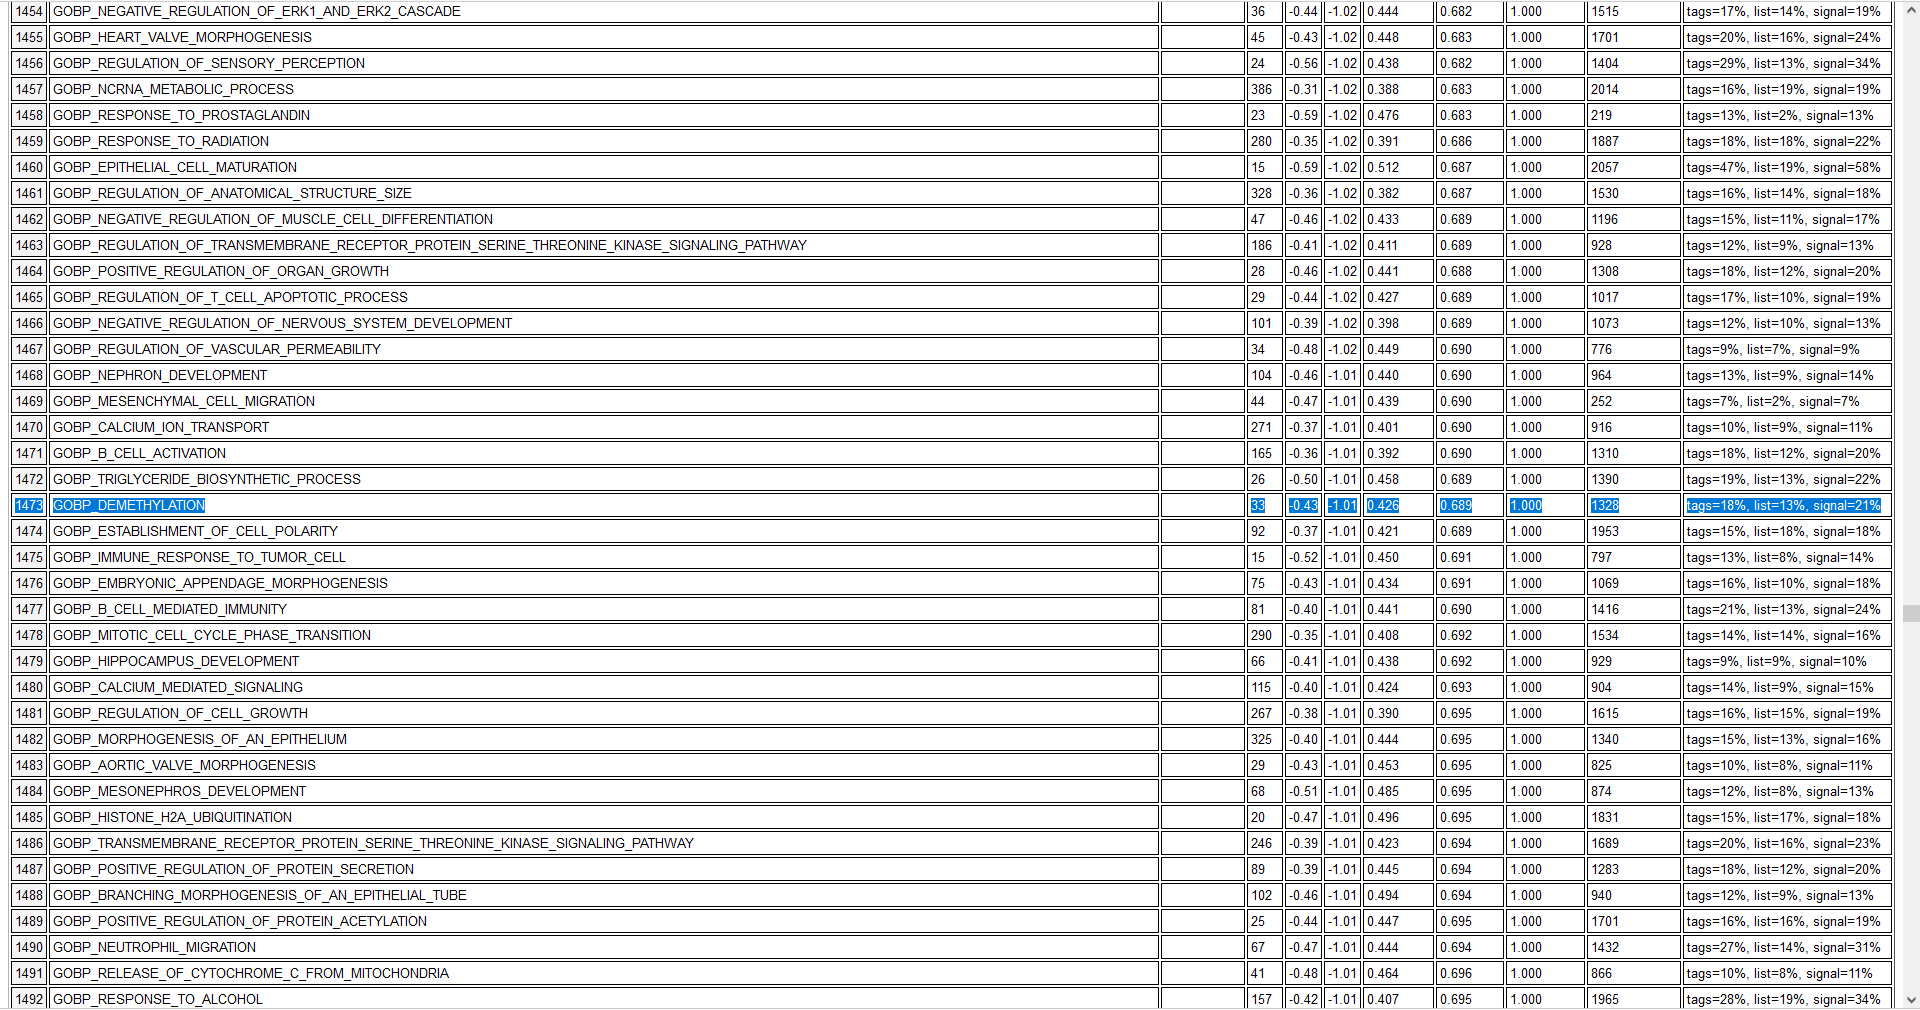 1454 GOBP_NEGATIVE_REGULATION_OF_ERK1_AND_ERK2_CASCADE 36 -0.44 -1.02 0.444 0.682 1.000 1515 tags=17%, list=14%, signal=19%
1455 GOBP_HEART_VALVE_MORPHOGENESIS 45 -0.43 -1.02 0.448 0.683 1.000 1701 tags=20%, list=16%, signal=24%
1456 GOBP_REGULATION_OF_SENSORY_PERCEPTION 24 -0.56 -1.02 0.438 0.682 1.000 1404 tags=29%, list=13%, signal=34%
1457 GOBP_NCRNA_METABOLIC_PROCESS 386 -0.31 -1.02 0.388 0.683 1.000 2014 tags=16%, list=19%, signal=19%
1458 GOBP_RESPONSE_TO_PROSTAGLANDIN 23 -0.59 -1.02 0.476 0.683 1.000 219 tags=13%, list=2%, signal=13%
1459 GOBP_RESPONSE_TO_RADIATION 280 -0.35 -1.02 0.391 0.686 1.000 1887 tags=18%, list=18%, signal=22%
1460 GOBP_EPITHELIAL_CELL_MATURATION 15 -0.59 -1.02 0.512 0.687 1.000 2057 tags=47%, list=19%, signal=58%
1461 GOBP_REGULATION_OF_ANATOMICAL_STRUCTURE_SIZE 328 -0.36 -1.02 0.382 0.687 1.000 1530 tags=16%, list=14%, signal=18%
1462 GOBP_NEGATIVE_REGULATION_OF_MUSCLE_CELL_DIFFERENTIATION 47 -0.46 -1.02 0.433 0.689 1.000 1196 tags=15%, list=11%, signal=17%
1463 GOBP_REGULATION_OF_TRANSMEMBRANE_RECEPTOR_PROTEIN_SERINE_THREONINE_KINASE_SIGNALING_PATHWAY 186 -0.41 -1.02 0.411 0.689 1.000 928 tags=12%, list=9%, signal=13%
1464 GOBP_POSITIVE_REGULATION_OF_ORGAN_GROWTH 28 -0.46 -1.02 0.441 0.688 1.000 1308 tags=18%, list=12%, signal=20%
1465 GOBP_REGULATION_OF_T_CELL_APOPTOTIC_PROCESS 29 -0.44 -1.02 0.427 0.689 1.000 1017 tags=17%, list=10%, signal=19%
1466 GOBP_NEGATIVE_REGULATION_OF_NERVOUS_SYSTEM_DEVELOPMENT 101 -0.39 -1.02 0.398 0.689 1.000 1073 tags=12%, list=10%, signal=13%
1467 GOBP_REGULATION_OF_VASCULAR_PERMEABILITY 34 -0.48 -1.02 0.449 0.690 1.000 776 tags=9%, list=7%, signal=9%
1468 GOBP_NEPHRON_DEVELOPMENT 104 -0.46 -1.01 0.440 0.690 1.000 964 tags=13%, list=9%, signal=14%
1469 GOBP_MESENCHYMAL_CELL_MIGRATION 44 -0.47 -1.01 0.439 0.690 1.000 252 tags=7%, list=2%, signal=7%
1470 GOBP_CALCIUM_ION_TRANSPORT 271 -0.37 -1.01 0.401 0.690 1.000 916 tags=10%, list=9%, signal=11%
1471 GOBP_B_CELL_ACTIVATION 165 -0.36 -1.01 0.392 0.690 1.000 1310 tags=18%, list=12%, signal=20%
1472 GOBP_TRIGLYCERIDE_BIOSYNTHETIC_PROCESS 26 -0.50 -1.01 0.458 0.689 1.000 1390 tags=19%, list=13%, signal=22%
1473 GOBP_DEMETHYLATION 33 -0.43 -1.01 0.426 0.689 1.000 1328 tags=18%, list=13%, signal=21%
1474 GOBP_ESTABLISHMENT_OF_CELL_POLARITY 92 -0.37 -1.01 0.421 0.689 1.000 1953 tags=15%, list=18%, signal=18%
1475 GOBP_IMMUNE_RESPONSE_TO_TUMOR_CELL 15 -0.52 -1.01 0.450 0.691 1.000 797 tags=13%, list=8%, signal=14%
1476 GOBP_EMBRYONIC_APPENDAGE_MORPHOGENESIS 75 -0.43 -1.01 0.434 0.691 1.000 1069 tags=16%, list=10%, signal=18%
1477 GOBP_B_CELL_MEDIATED_IMMUNITY 81 -0.40 -1.01 0.441 0.690 1.000 1416 tags=21%, list=13%, signal=24%
1478 GOBP_MITOTIC_CELL_CYCLE_PHASE_TRANSITION 290 -0.35 -1.01 0.408 0.692 1.000 1534 tags=14%, list=14%, signal=16%
1479 GOBP_HIPPOCAMPUS_DEVELOPMENT 66 -0.41 -1.01 0.438 0.692 1.000 929 tags=9%, list=9%, signal=10%
1480 GOBP_CALCIUM_MEDIATED_SIGNALING 115 -0.40 -1.01 0.424 0.693 1.000 904 tags=14%, list=9%, signal=15%
1481 GOBP_REGULATION_OF_CELL_GROWTH 267 -0.38 -1.01 0.390 0.695 1.000 1615 tags=16%, list=15%, signal=19%
1482 GOBP_MORPHOGENESIS_OF_AN_EPITHELIUM 325 -0.40 -1.01 0.444 0.695 1.000 1340 tags=15%, list=13%, signal=16%
1483 GOBP_AORTIC_VALVE_MORPHOGENESIS 29 -0.43 -1.01 0.453 0.695 1.000 825 tags=10%, list=8%, signal=11%
1484 GOBP_MESONEPHROS_DEVELOPMENT 68 -0.51 -1.01 0.485 0.695 1.000 874 tags=12%, list=8%, signal=13%
1485 GOBP_HISTONE_H2A_UBIQUITINATION 20 -0.47 -1.01 0.496 0.695 1.000 1831 tags=15%, list=17%, signal=18%
1486 GOBP_TRANSMEMBRANE_RECEPTOR_PROTEIN_SERINE_THREONINE_KINASE_SIGNALING_PATHWAY 246 -0.39 -1.01 0.423 0.694 1.000 1689 tags=20%, list=16%, signal=23%
1487 GOBP_POSITIVE_REGULATION_OF_PROTEIN_SECRETION 89 -0.39 -1.01 0.445 0.694 1.000 1283 tags=18%, list=12%, signal=20%
1488 GOBP_BRANCHING_MORPHOGENESIS_OF_AN_EPITHELIAL_TUBE 102 -0.46 -1.01 0.494 0.694 1.000 940 tags=12%, list=9%, signal=13%
1489 GOBP_POSITIVE_REGULATION_OF_PROTEIN_ACETYLATION 25 -0.44 -1.01 0.447 0.695 1.000 1701 tags=16%, list=16%, signal=19%
1490 GOBP_NEUTROPHIL_MIGRATION 67 -0.47 -1.01 0.444 0.694 1.000 1432 tags=27%, list=14%, signal=31%
1491 GOBP_RELEASE_OF_CYTOCHROME_C_FROM_MITOCHONDRIA 41 -0.48 -1.01 0.464 0.696 1.000 866 tags=10%, list=8%, signal=11%
1492 GOBP_RESPONSE_TO_ALCOHOL 157 -0.42 -1.01 0.407 0.695 1.000 1965 tags=28%, list=19%, signal=34%